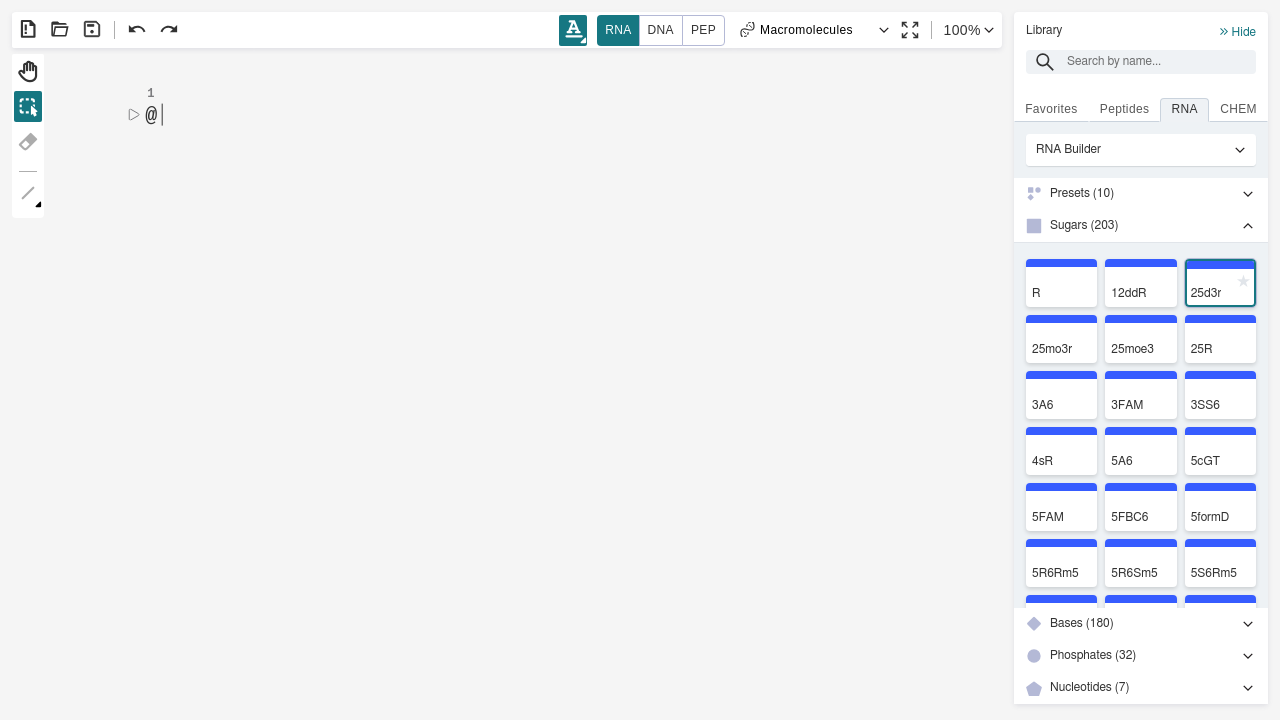 A RNA DNA PEP Macromolecules 100%
1
@
Library
Hide
Search by name...
Favorites Peptides RNA CHEM
RNA Builder
Presets (10)
Sugars (203)
R 12ddR 25d3r
25mo3r 25moe3 25R
3A6 3FAM 3SS6
4sR 5A6 5cGT
5FAM 5FBC6 5formD
5R6Rm5 5R6Sm5 5S6Rm5
Bases (180)
Phosphates (32)
Nucleotides (7)